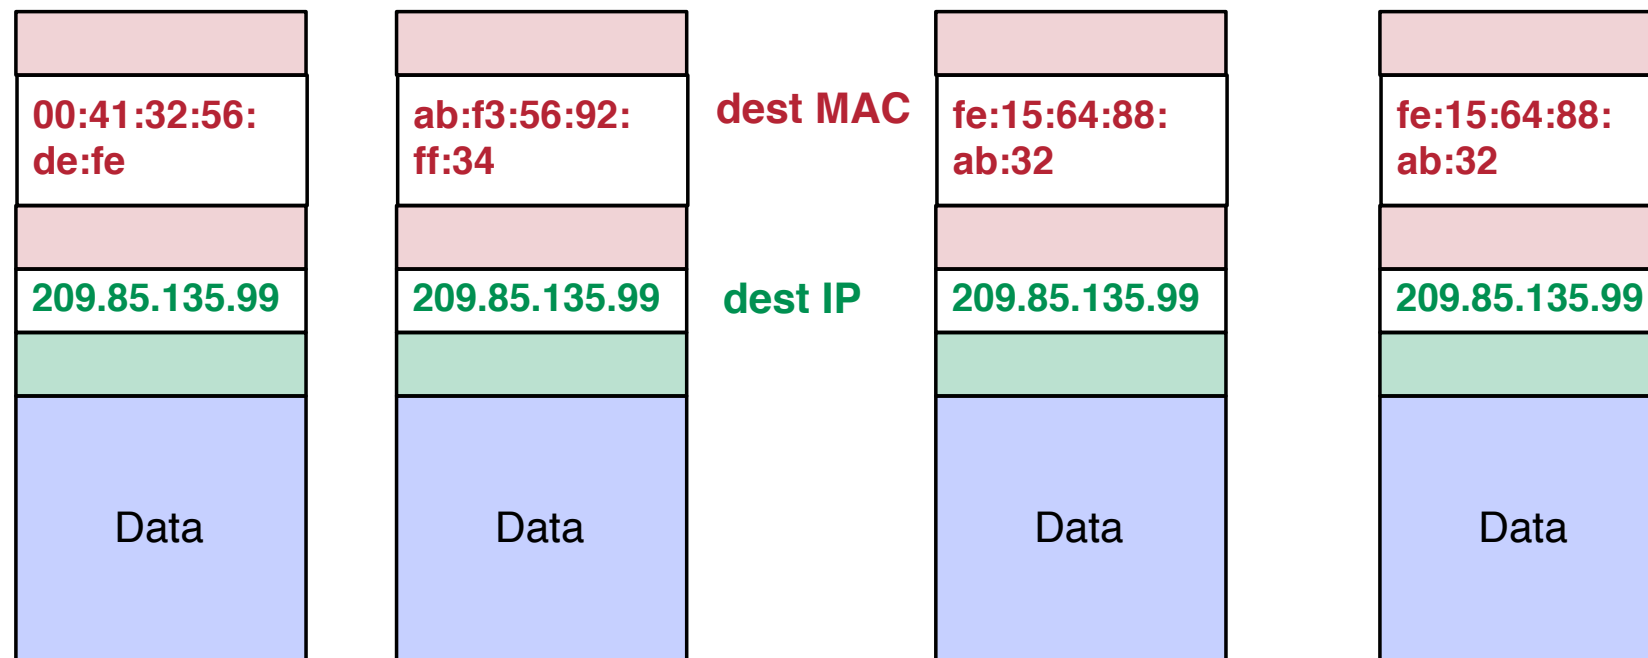 00:41:32:56:
de:fe
ab:f3:56:92:
ff:34
dest MAC
fe:15:64:88:
ab:32
fe:15:64:88:
ab:32
209.85.135.99
209.85.135.99
dest IP
209.85.135.99
209.85.135.99
Data
Data
Data
Data